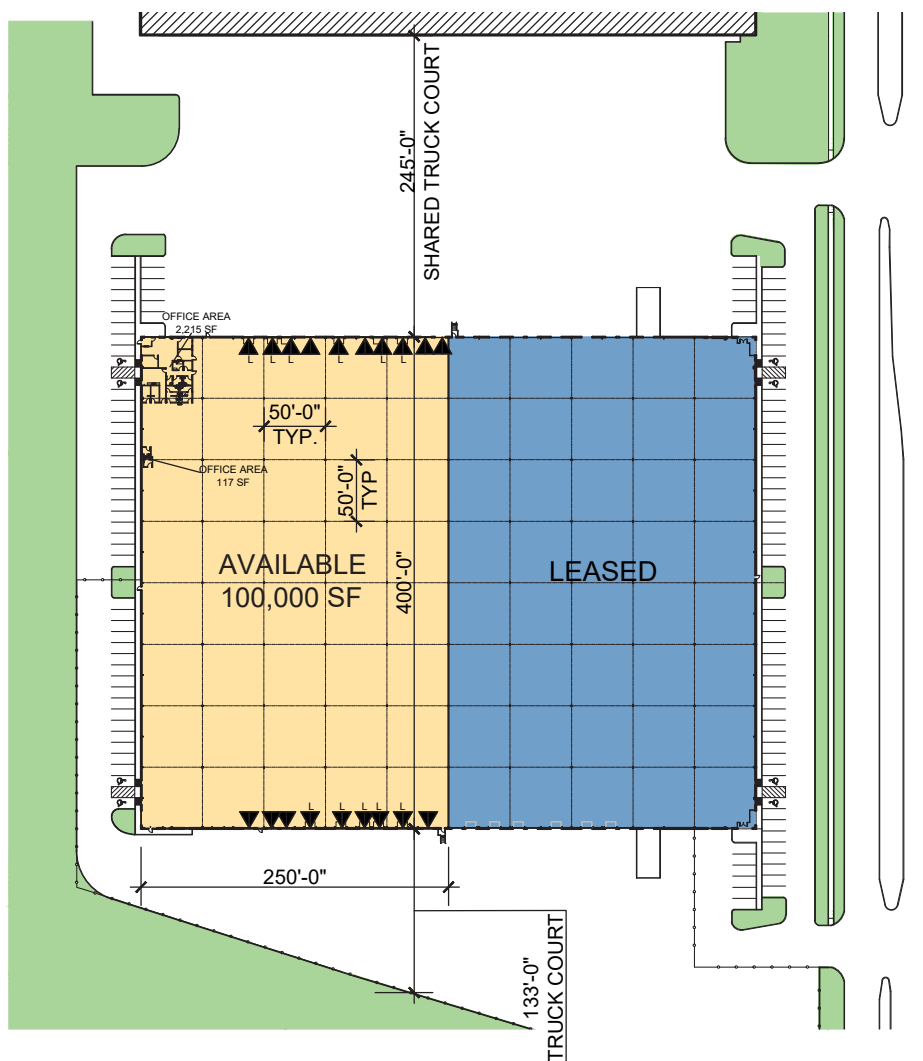 245'-0"
SHARED TRUCK COURT
OFFICE AREA
2,215 SF
L
L
L
L
L
L
50'-0"
TYP.
OFFICE AREA
117 SF
50'-0"
TYP
AVAILABLE
100,000 SF
400'-0"
LEASED
L
L
L
L
L
250'-0"
133'-0"
TRUCK COURT